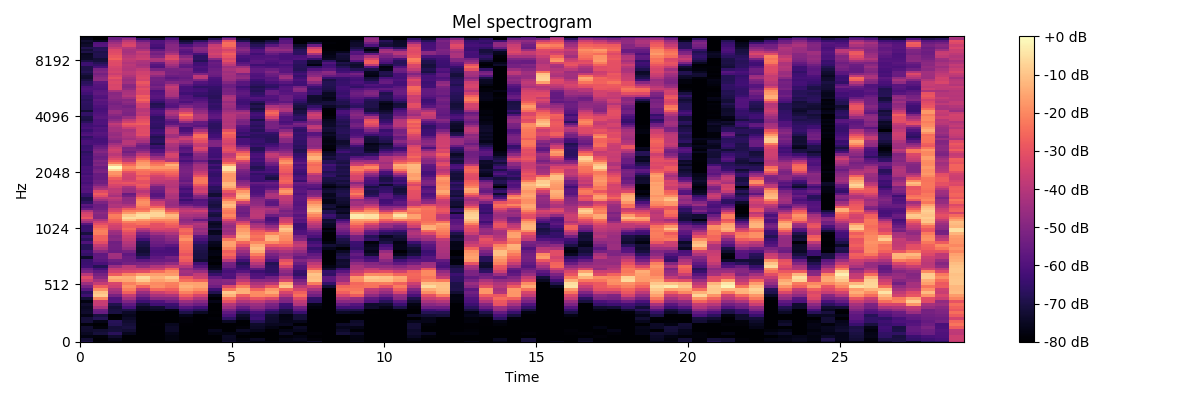 Mel spectrogram
8192
4096
2048
1024
512
0
Hz
0 5 10 15 20 25
Time
+0 dB
-10 dB
-20 dB
-30 dB
-40 dB
-50 dB
-60 dB
-70 dB
-80 dB